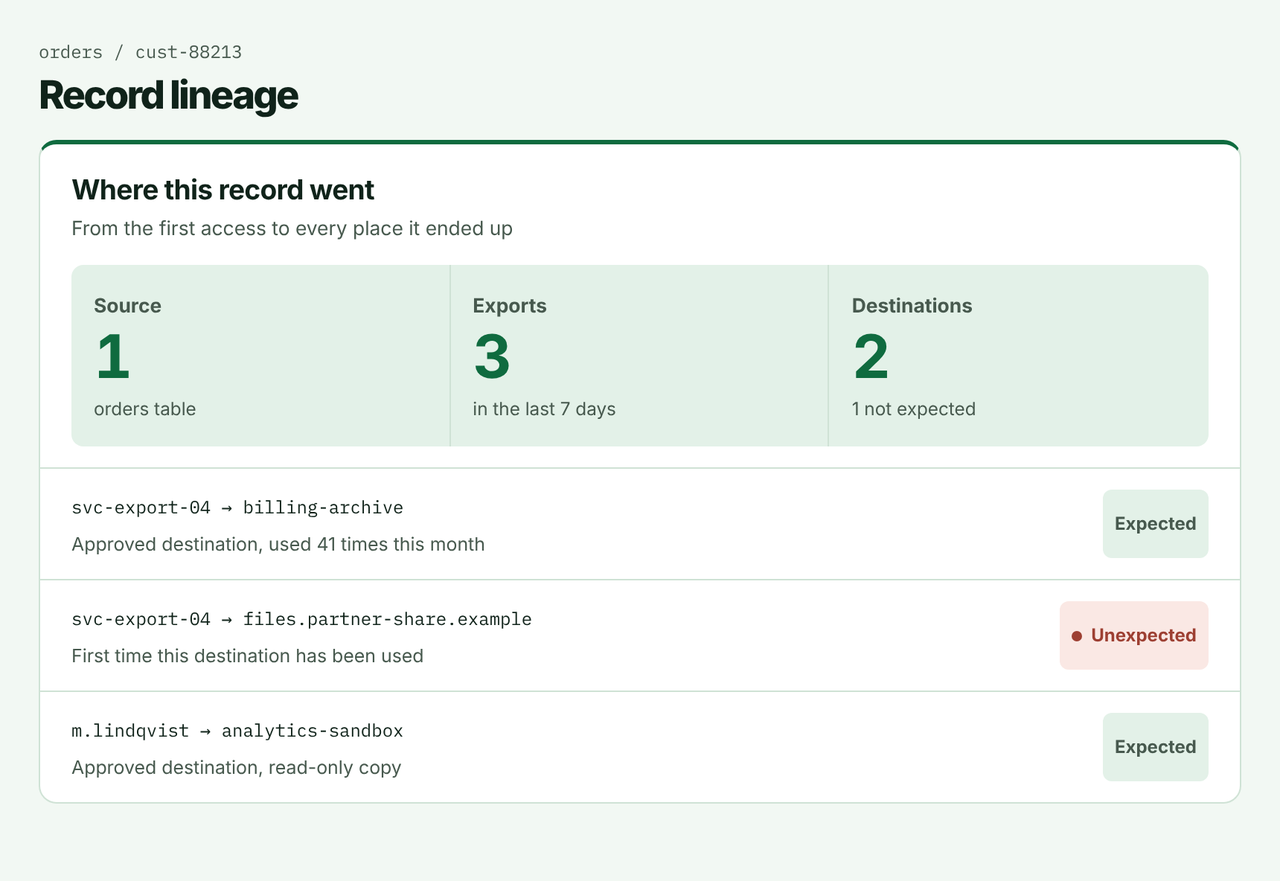 orders / cust-88213
Record lineage
Where this record went
From the first access to every place it ended up
Source
1
orders table
Exports
3
in the last 7 days
Destinations
2
1 not expected
svc-export-04 → billing-archive
Approved destination, used 41 times this month
Expected
svc-export-04 → files.partner-share.example
First time this destination has been used
Unexpected
m.lindqvist → analytics-sandbox
Approved destination, read-only copy
Expected